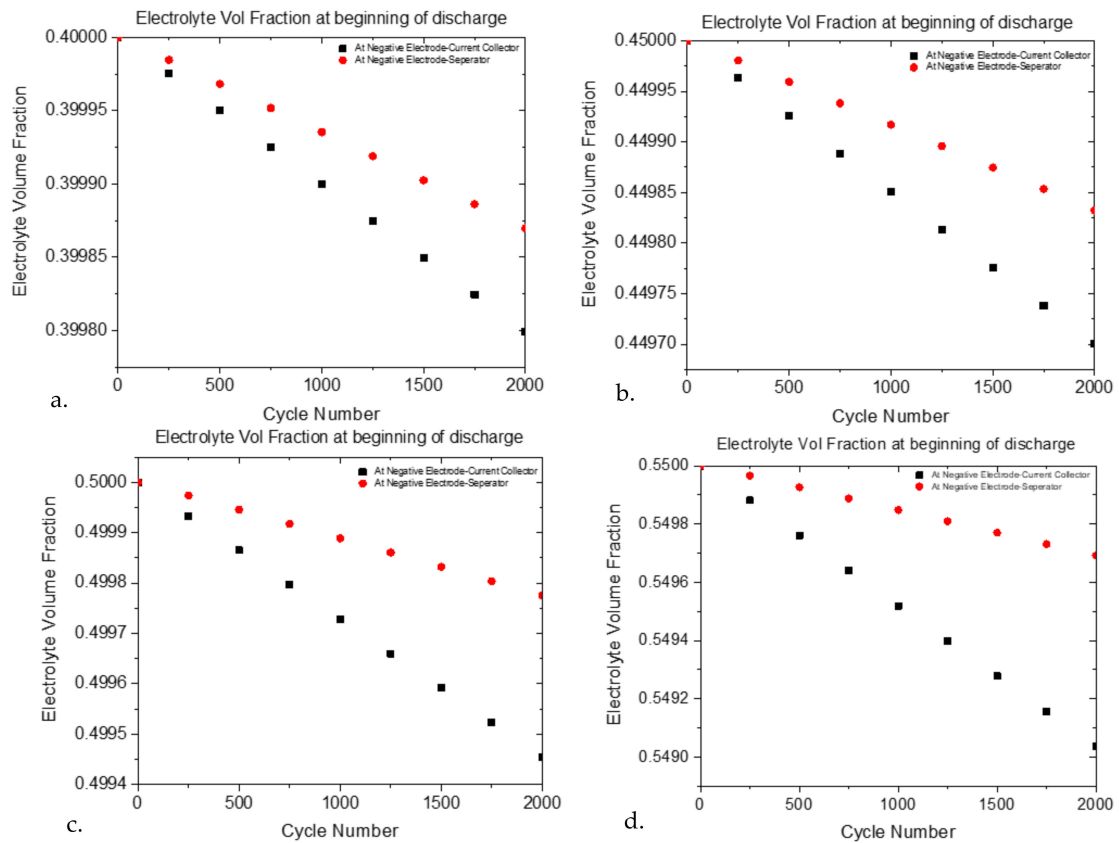 Electrolyte Vol Fraction at beginning of discharge
At Negative Electrode-Current Collector
At Negative Electrode-Seperator
0.40000
0.39995
0.39990
0.39985
0.39980
Electrolyte Volume Fraction
0 500 1000 1500 2000
Cycle Number
a.
Electrolyte Vol Fraction at beginning of discharge
At Negative Electrode-Current Collector
At Negative Electrode-Seperator
0.45000
0.44995
0.44990
0.44985
0.44980
0.44975
0.44970
Electrolyte Volume Fraction
0 500 1000 1500 2000
Cycle Number
b.
Electrolyte Vol Fraction at beginning of discharge
At Negative Electrode-Current Collector
At Negative Electrode-Seperator
0.5000
0.4999
0.4998
0.4997
0.4996
0.4995
0.4994
Electrolyte Volume Fraction
0 500 1000 1500 2000
Cycle Number
c.
Electrolyte Vol Fraction at beginning of discharge
At Negative Electrode-Current Collector
At Negative Electrode-Seperator
0.5500
0.5498
0.5496
0.5494
0.5492
0.5490
Electrolyte Volume Fraction
0 500 1000 1500 2000
Cycle Number
d.